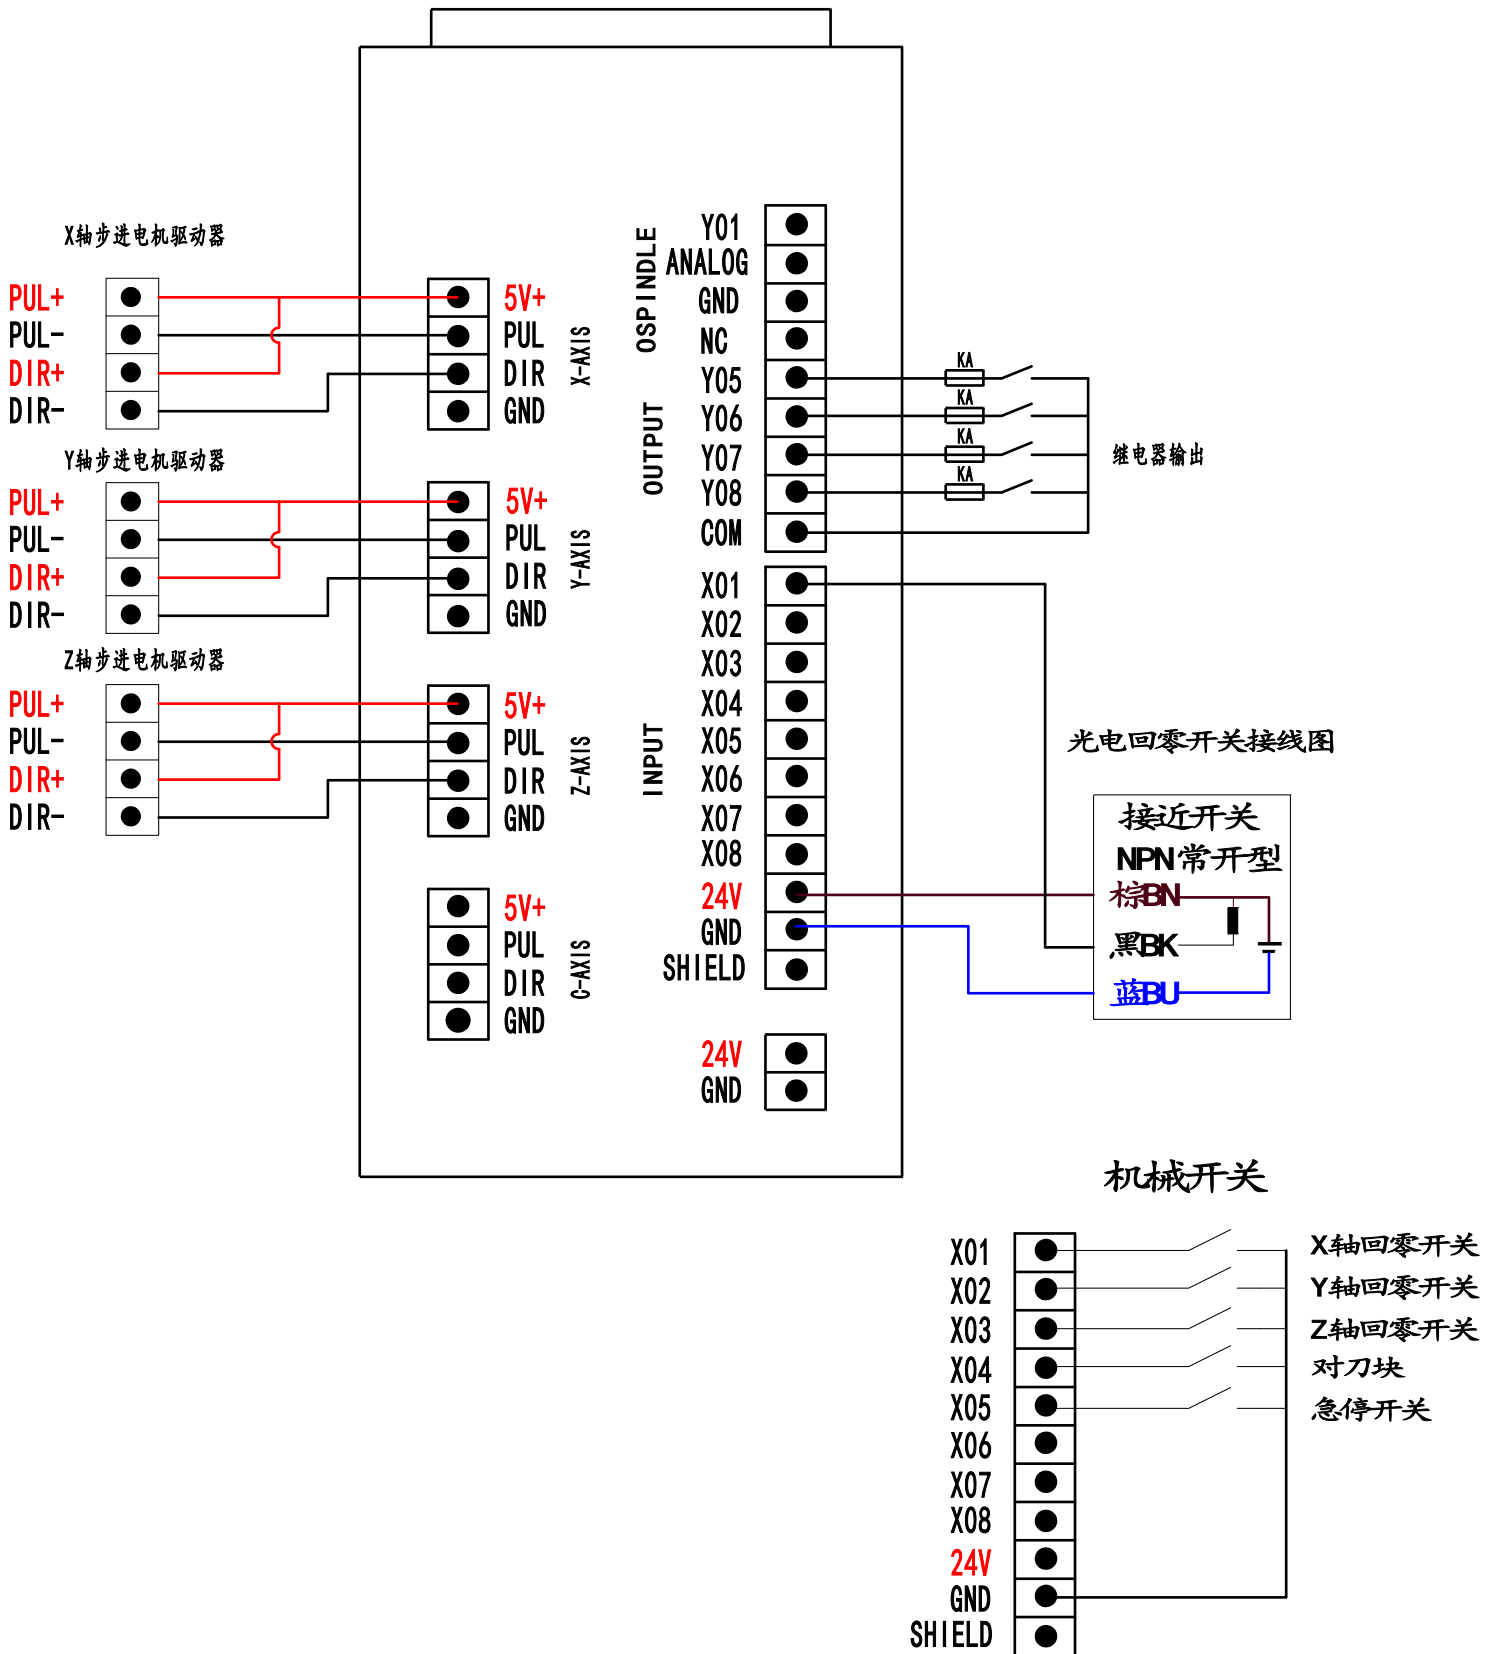 X轴步进电机驱动器
PUL+
PUL-
DIR+
DIR-
5V+
PUL
DIR
GND
X-AXIS
Y轴步进电机驱动器
PUL+
PUL-
DIR+
DIR-
5V+
PUL
DIR
GND
Y-AXIS
Z轴步进电机驱动器
PUL+
PUL-
DIR+
DIR-
5V+
PUL
DIR
GND
Z-AXIS
5V+
PUL
DIR
GND
C-AXIS
OSPINDLE
Y01
ANALOG
GND
NC
OUTPUT
Y05
Y06
Y07
Y08
COM
KA
KA
KA
KA
继电器输出
INPUT
X01
X02
X03
X04
X05
X06
X07
X08
24V
GND
SHIELD
24V
GND
光电回零开关接线图
接近开关
NPN常开型
棕BN
黑BK
蓝BU
机械开关
X01
X02
X03
X04
X05
X06
X07
X08
24V
GND
SHIELD
X轴回零开关
Y轴回零开关
Z轴回零开关
对刀块
急停开关